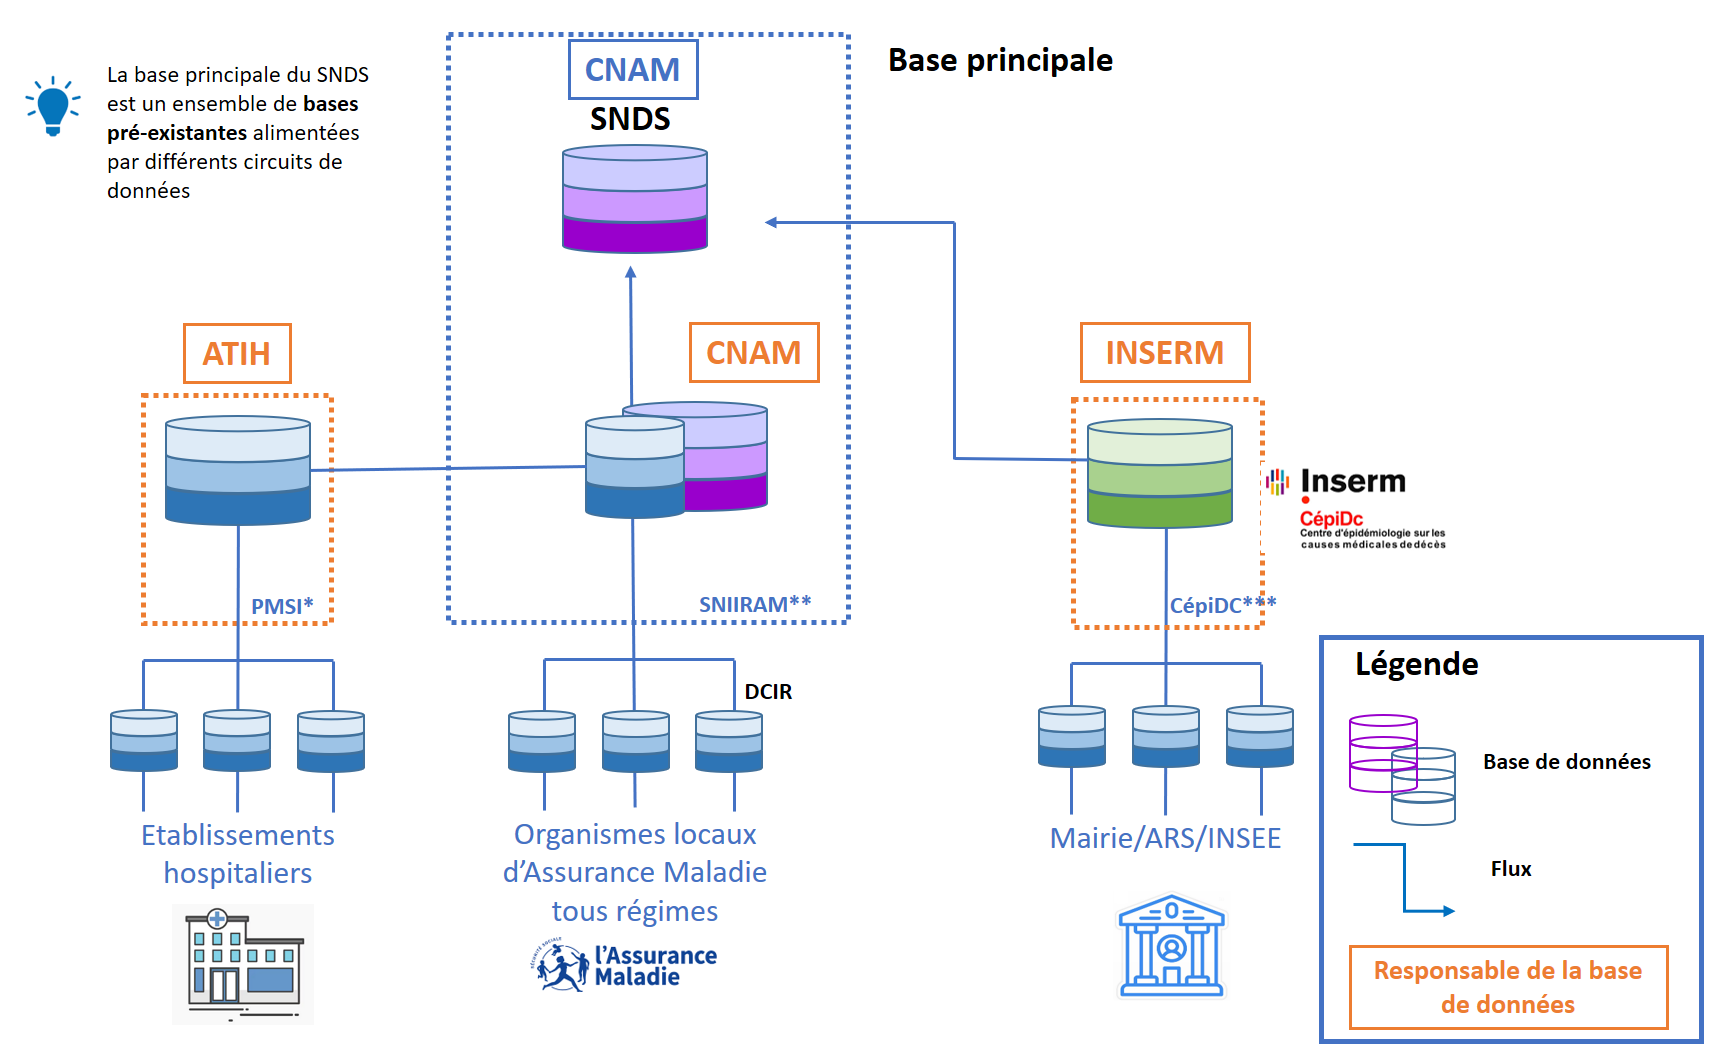 La base principale du SNDS
est un ensemble de bases
pré-existantes alimentées
par différents circuits de
données
CNAM
SNDS
Base principale
ATIH
CNAM
INSERM
Inserm
CépiDc
Centre d'épidémiologie sur les
causes médicales de décès
PMSI*
SNIIRAM**
CépiDC***
DCIR
Etablissements
hospitaliers
Organismes locaux
d’Assurance Maladie
tous régimes
SÉCURITÉ SOCIALE
l’Assurance
Maladie
Mairie/ARS/INSEE
Légende
Base de données
Flux
Responsable de la base
de données